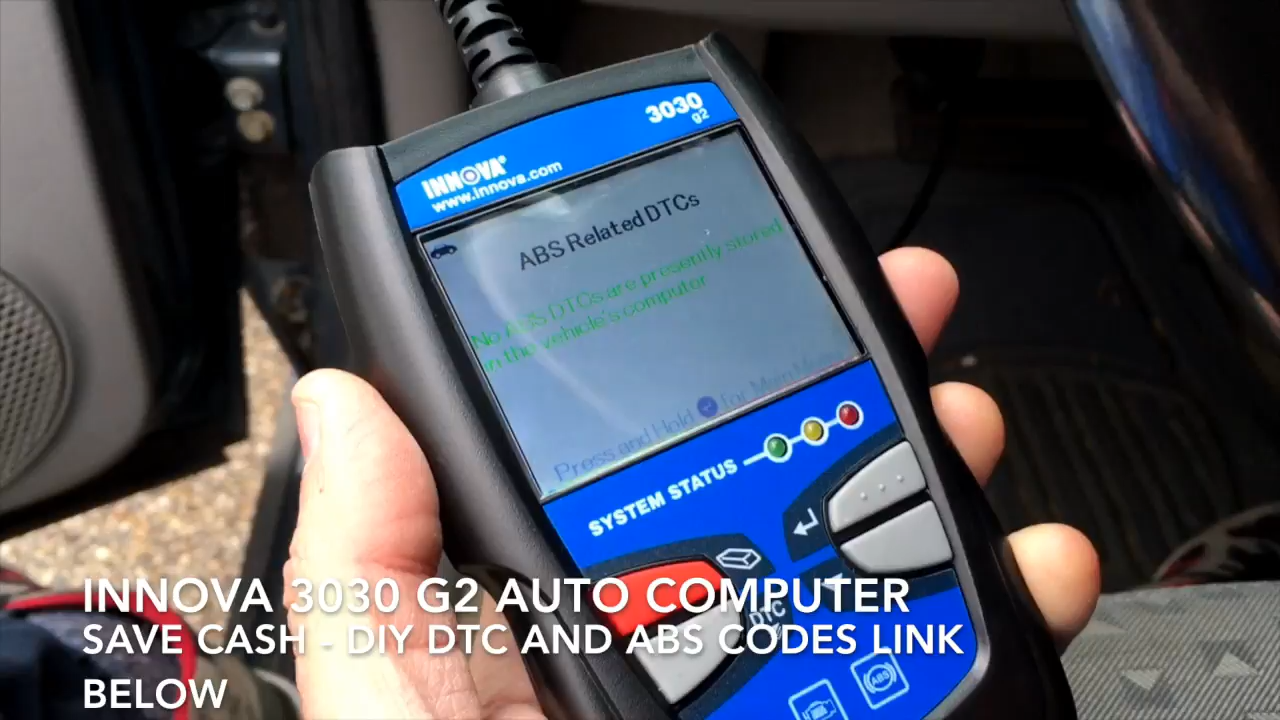 3030
g2
INNOVA®
www.innova.com
ABS Related DTCs
No ABS DTCs are presently stored
in the vehicle's computer
Press and Hold for Main Menu
SYSTEM STATUS
DTC
ABS
INNOVA 3030 G2 AUTO COMPUTER
SAVE CASH - DIY DTC AND ABS CODES LINK
BELOW